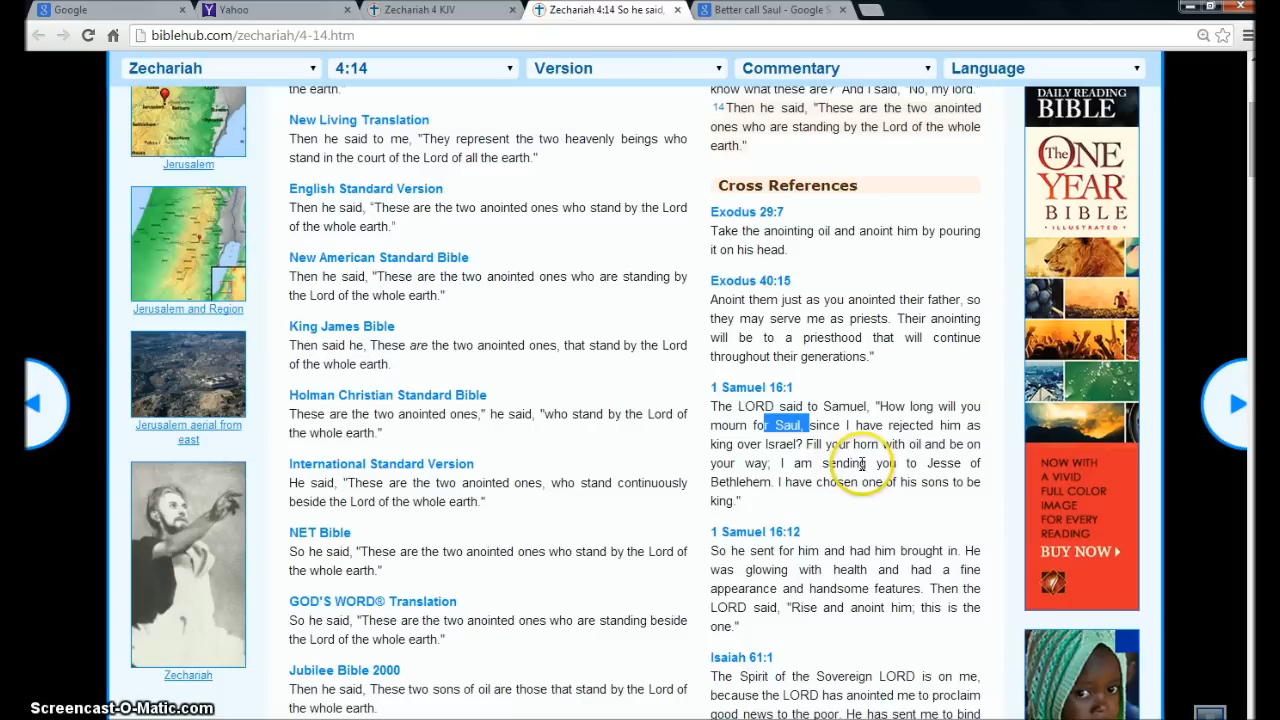 Google
Yahoo
Zechariah 4 KJV
Zechariah 4:14 So he said,
Better call Saul - Google S
biblehub.com/zechariah/4-14.htm
Zechariah
4:14
Version
Commentary
Language
Jerusalem
Jerusalem and Region
Jerusalem aerial from
east
Zechariah
the earth."
New Living Translation
Then he said to me, "They represent the two heavenly beings who
stand in the court of the Lord of all the earth."
English Standard Version
Then he said, “These are the two anointed ones who stand by the Lord
of the whole earth.”
New American Standard Bible
Then he said, "These are the two anointed ones who are standing by
the Lord of the whole earth."
King James Bible
Then said he, These are the two anointed ones, that stand by the Lord
of the whole earth.
Holman Christian Standard Bible
These are the two anointed ones," he said, "who stand by the Lord of
the whole earth."
International Standard Version
He said, "These are the two anointed ones, who stand continuously
beside the Lord of the whole earth."
NET Bible
So he said, "These are the two anointed ones who stand by the Lord of
the whole earth."
GOD'S WORD® Translation
So he said, "These are the two anointed ones who are standing beside
the Lord of the whole earth."
Jubilee Bible 2000
Then he said, These two sons of oil are those that stand by the Lord of
the whole earth.
know what these are?" And I said, "No, my lord."
14Then he said, "These are the two anointed
ones who are standing by the Lord of the whole
earth."
Cross References
Exodus 29:7
Take the anointing oil and anoint him by pouring
it on his head.
Exodus 40:15
Anoint them just as you anointed their father, so
they may serve me as priests. Their anointing
will be to a priesthood that will continue
throughout their generations."
1 Samuel 16:1
The LORD said to Samuel, "How long will you
mourn for Saul, since I have rejected him as
king over Israel? Fill your horn with oil and be on
your way; I am sending you to Jesse of
Bethlehem. I have chosen one of his sons to be
king."
1 Samuel 16:12
So he sent for him and had him brought in. He
was glowing with health and had a fine
appearance and handsome features. Then the
LORD said, "Rise and anoint him; this is the
one."
Isaiah 61:1
The Spirit of the Sovereign LORD is on me,
because the LORD has anointed me to proclaim
good news to the poor. He has sent me to bind
DAILY READING
BIBLE
The ONE
YEAR
BIBLE
• ILLUSTRATED •
NOW WITH
A VIVID
FULL COLOR
IMAGE
FOR EVERY
READING
BUY NOW
Screencast-O-Matic.com